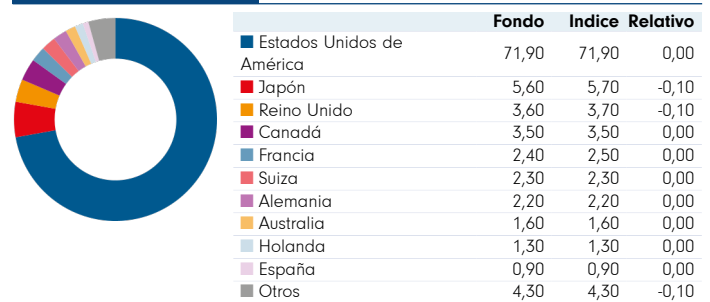 Fondo Indice Relativo
Estados Unidos de
América 71,90 71,90 0,00
Japón 5,60 5,70 -0,10
Reino Unido 3,60 3,70 -0,10
Canadá 3,50 3,50 0,00
Francia 2,40 2,50 0,00
Suiza 2,30 2,30 0,00
Alemania 2,20 2,20 0,00
Australia 1,60 1,60 0,00
Holanda 1,30 1,30 0,00
España 0,90 0,90 0,00
Otros 4,30 4,30 -0,10